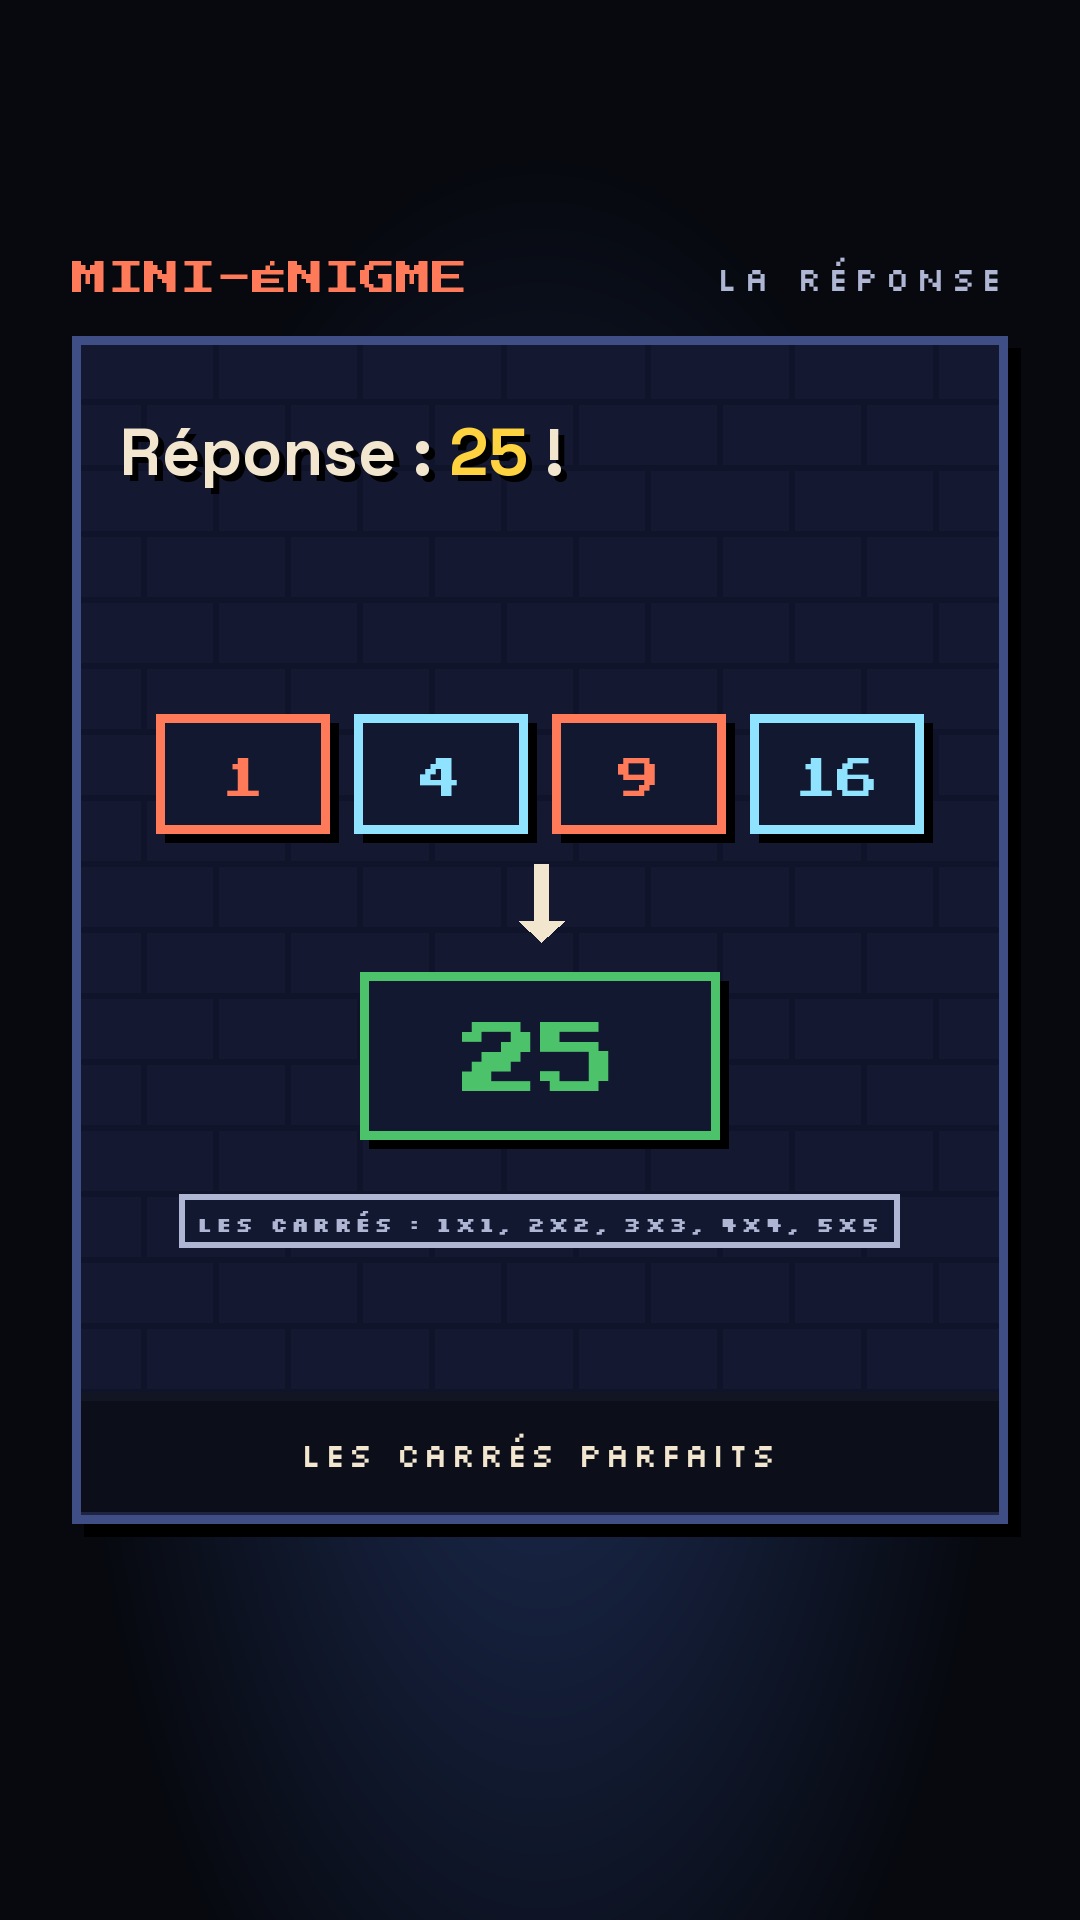 MINI-ÉNIGME
LA RÉPONSE
Réponse : 25 !
1 4 9 16
25
LES CARRÉS : 1X1, 2X2, 3X3, 4X4, 5X5
LES CARRÉS PARFAITS